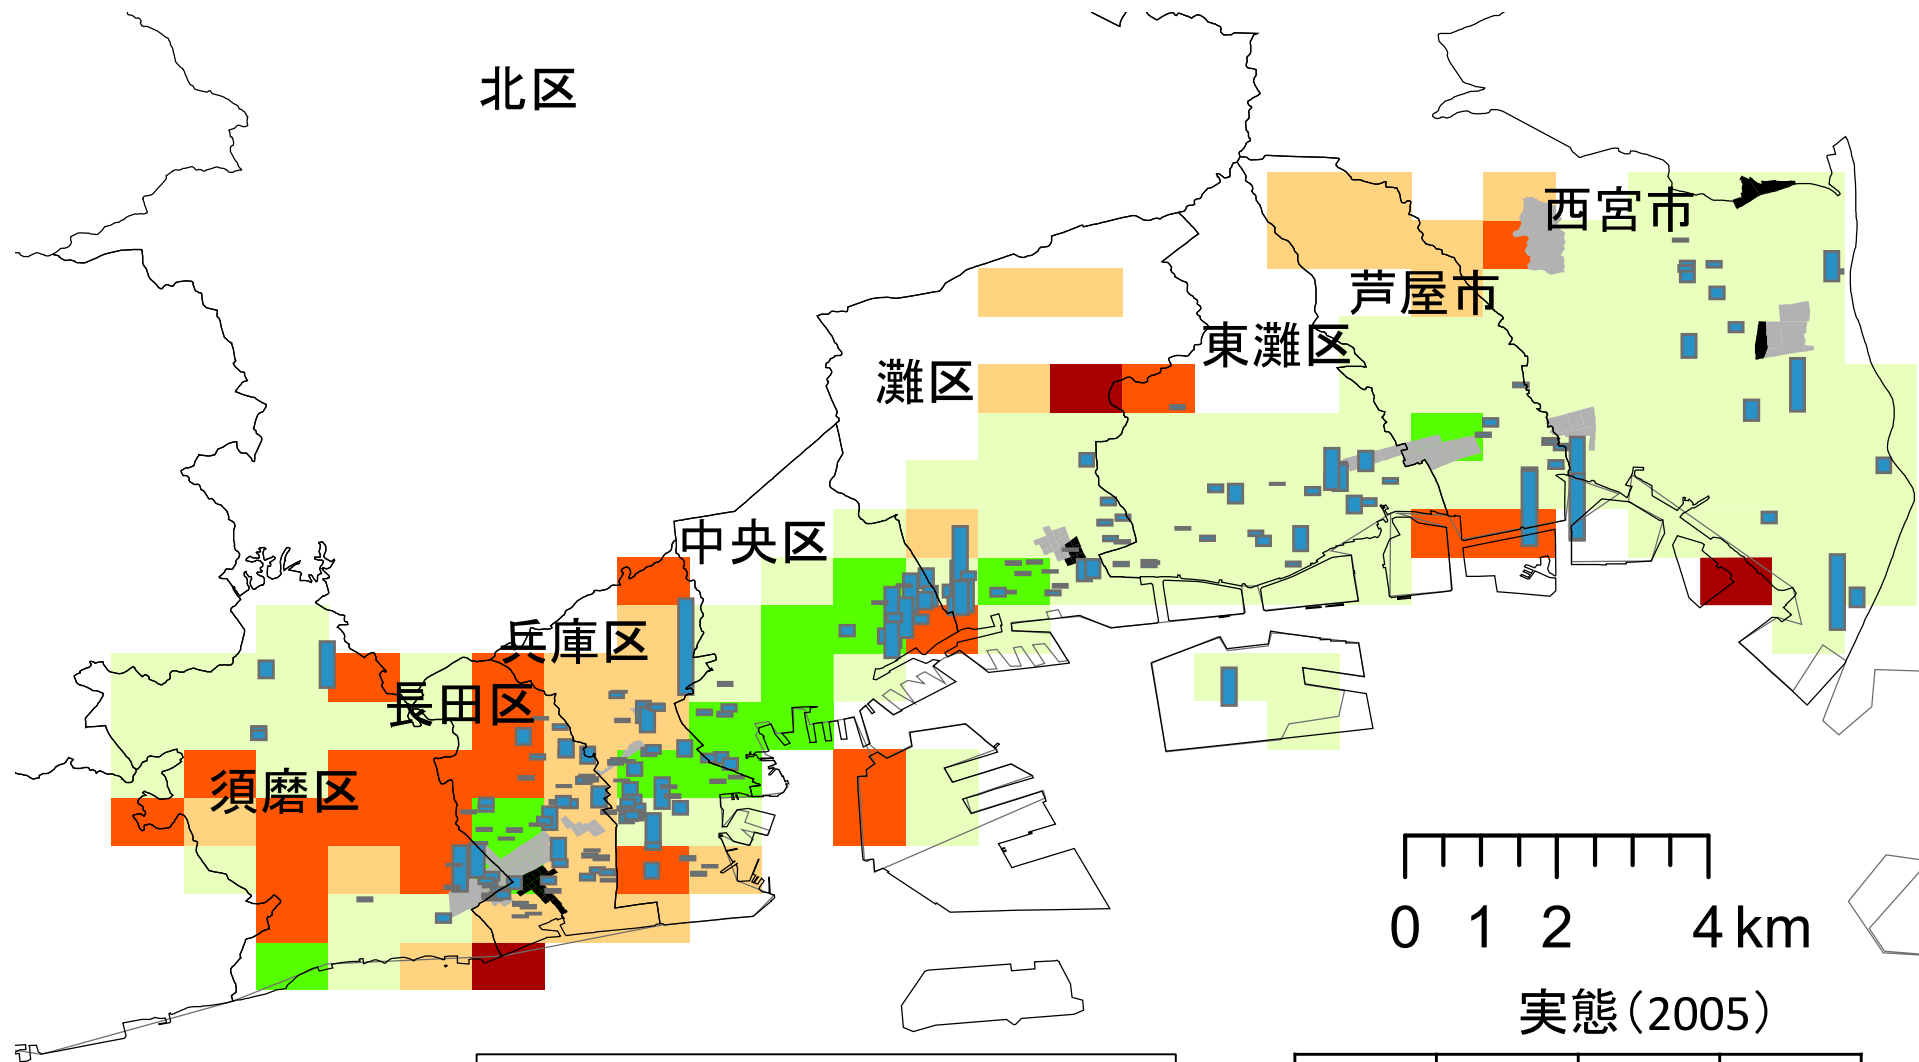 北区
西宮市
芦屋市
東灘区
灘区
中央区
兵庫区
長田区
須磨区
0 1 2 4 km
実態（2005）